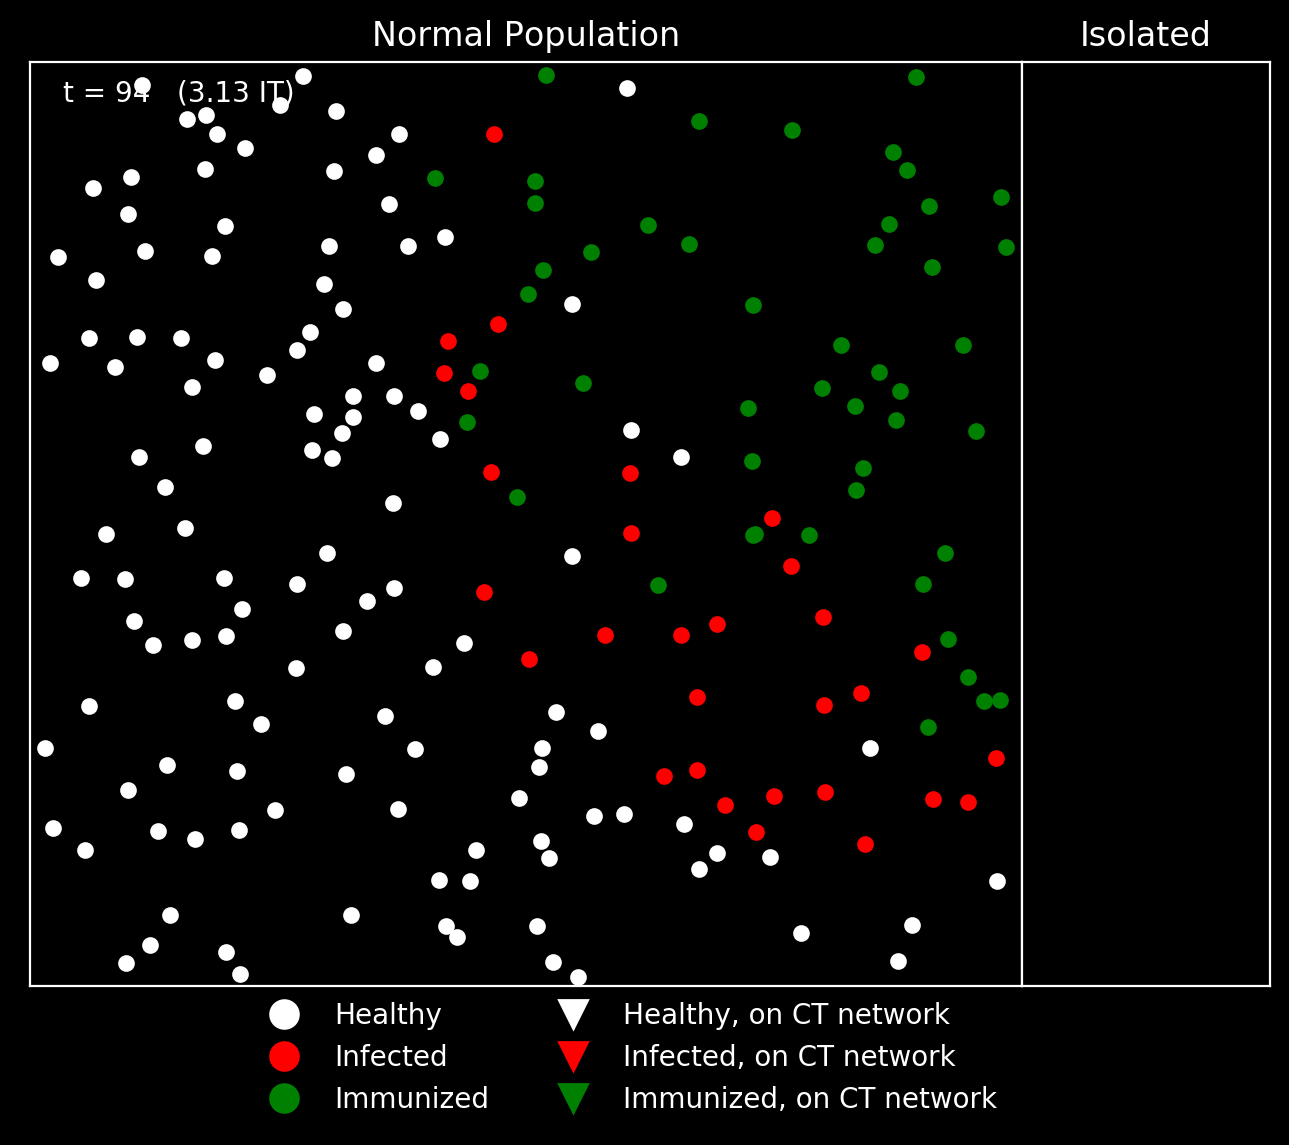 Normal Population
Isolated
t = 94   (3.13 IT)
Healthy
Infected
Immunized
Healthy, on CT network
Infected, on CT network
Immunized, on CT network